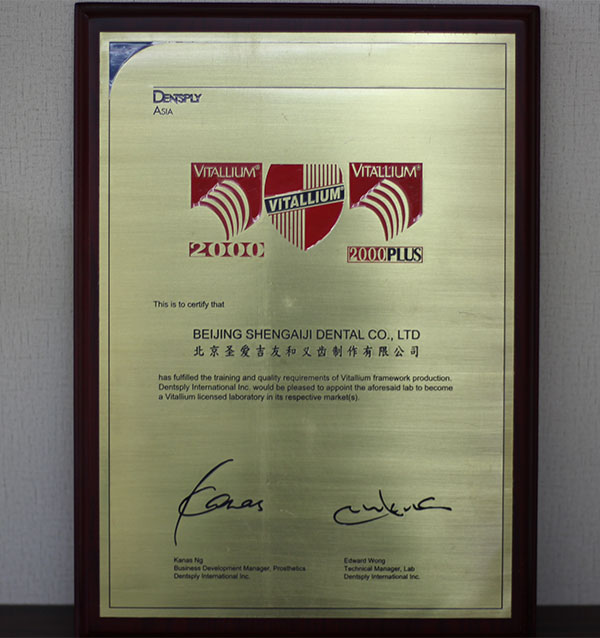 DENTSPLY
ASIA
VITALLIUM®
VITALLIUM®
VITALLIUM®
2000
2000PLUS
This is to certify that
BEIJING SHENGAIJI DENTAL CO., LTD
北京圣爱吉友和义齿制作有限公司
has fulfilled the training and quality requirements of Vitallium framework production.
Dentsply International Inc. would be pleased to appoint the aforesaid lab to become
a Vitallium licensed laboratory in its respective market(s).
Kanas
Kanas Ng
Business Development Manager, Prosthetics
Dentsply International Inc.
Edward Wong
Technical Manager, Lab
Dentsply International Inc.